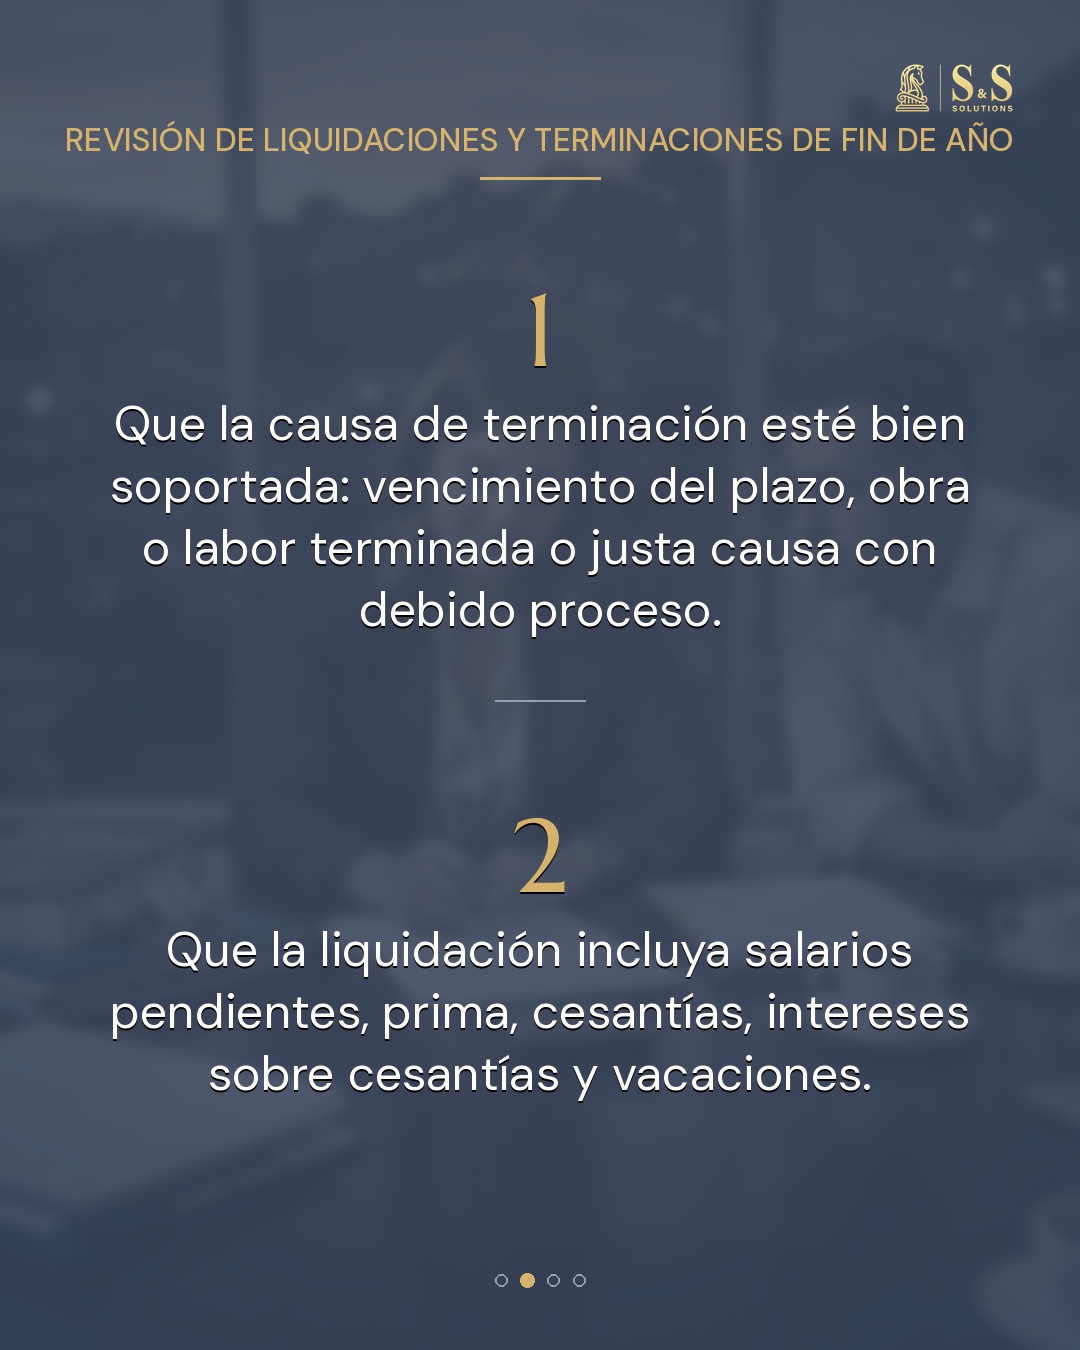 S&S
SOLUTIONS
REVISIÓN DE LIQUIDACIONES Y TERMINACIONES DE FIN DE AÑO
1
Que la causa de terminación esté bien
soportada: vencimiento del plazo, obra
o labor terminada o justa causa con
debido proceso.
2
Que la liquidación incluya salarios
pendientes, prima, cesantías, intereses
sobre cesantías y vacaciones.